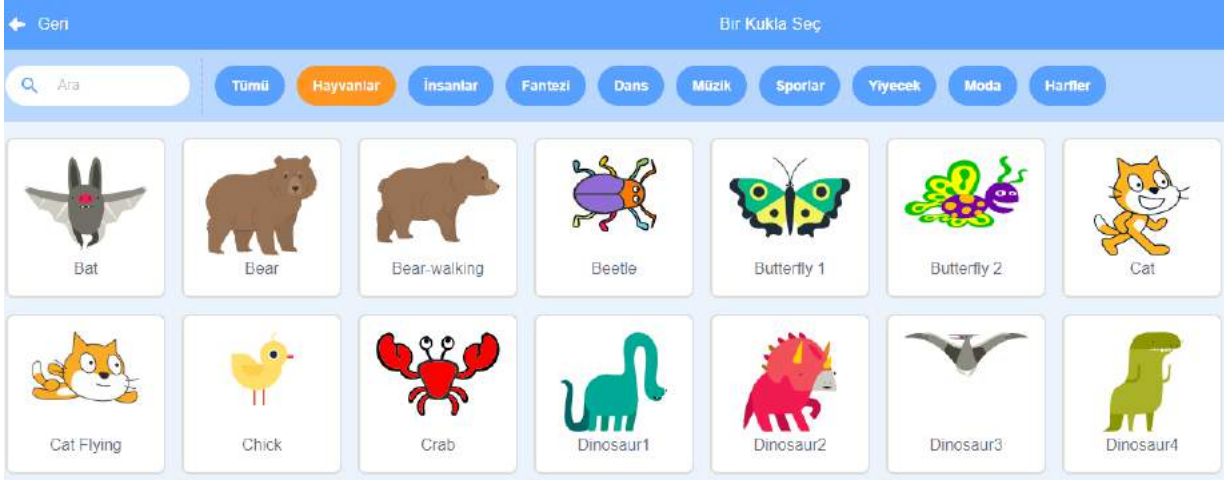 Geri
Bir Kukla Seç
Ara
Tümü Hayvanlar İnsanlar Fantezi Dans Müzik Sporlar Yiyecek Moda Harfler
Bat Bear Bear-walking Beetle Butterfly 1 Butterfly 2 Cat
Cat Flying Chick Crab Dinosaur1 Dinosaur2 Dinosaur3 Dinosaur4